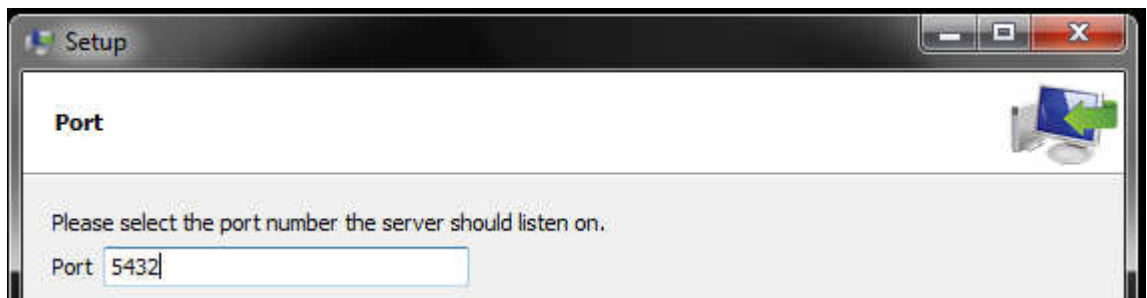 Setup
Port
Please select the port number the server should listen on.
Port 5432